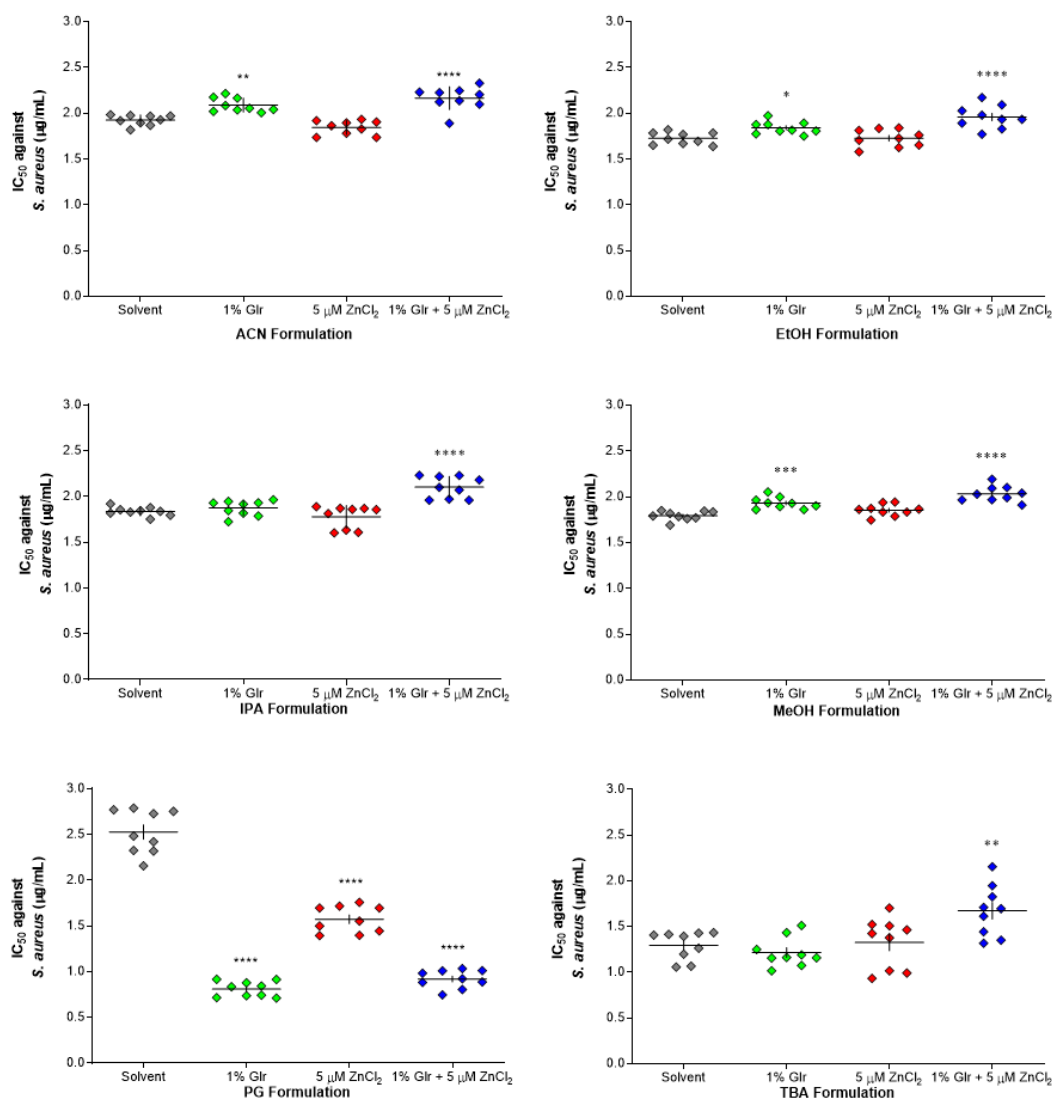 3.0
2.5
2.0
1.5
1.0
0.5
0.0
IC50 against
S. aureus (µg/mL)
**
****
Solvent 1% Glr 5 µM ZnCl2 1% Glr + 5 µM ZnCl2
ACN Formulation
3.0
2.5
2.0
1.5
1.0
0.5
0.0
IC50 against
S. aureus (µg/mL)
*
****
Solvent 1% Glr 5 µM ZnCl2 1% Glr + 5 µM ZnCl2
EtOH Formulation
3.0
2.5
2.0
1.5
1.0
0.5
0.0
IC50 against
S. aureus (µg/mL)
****
Solvent 1% Glr 5 µM ZnCl2 1% Glr + 5 µM ZnCl2
IPA Formulation
3.0
2.5
2.0
1.5
1.0
0.5
0.0
IC50 against
S. aureus (µg/mL)
***
****
Solvent 1% Glr 5 µM ZnCl2 1% Glr + 5 µM ZnCl2
MeOH Formulation
3.0
2.5
2.0
1.5
1.0
0.5
0.0
IC50 against
S. aureus (µg/mL)
****
****
****
Solvent 1% Glr 5 µM ZnCl2 1% Glr + 5 µM ZnCl2
PG Formulation
3.0
2.5
2.0
1.5
1.0
0.5
0.0
IC50 against
S. aureus (µg/mL)
**
Solvent 1% Glr 5 µM ZnCl2 1% Glr + 5 µM ZnCl2
TBA Formulation